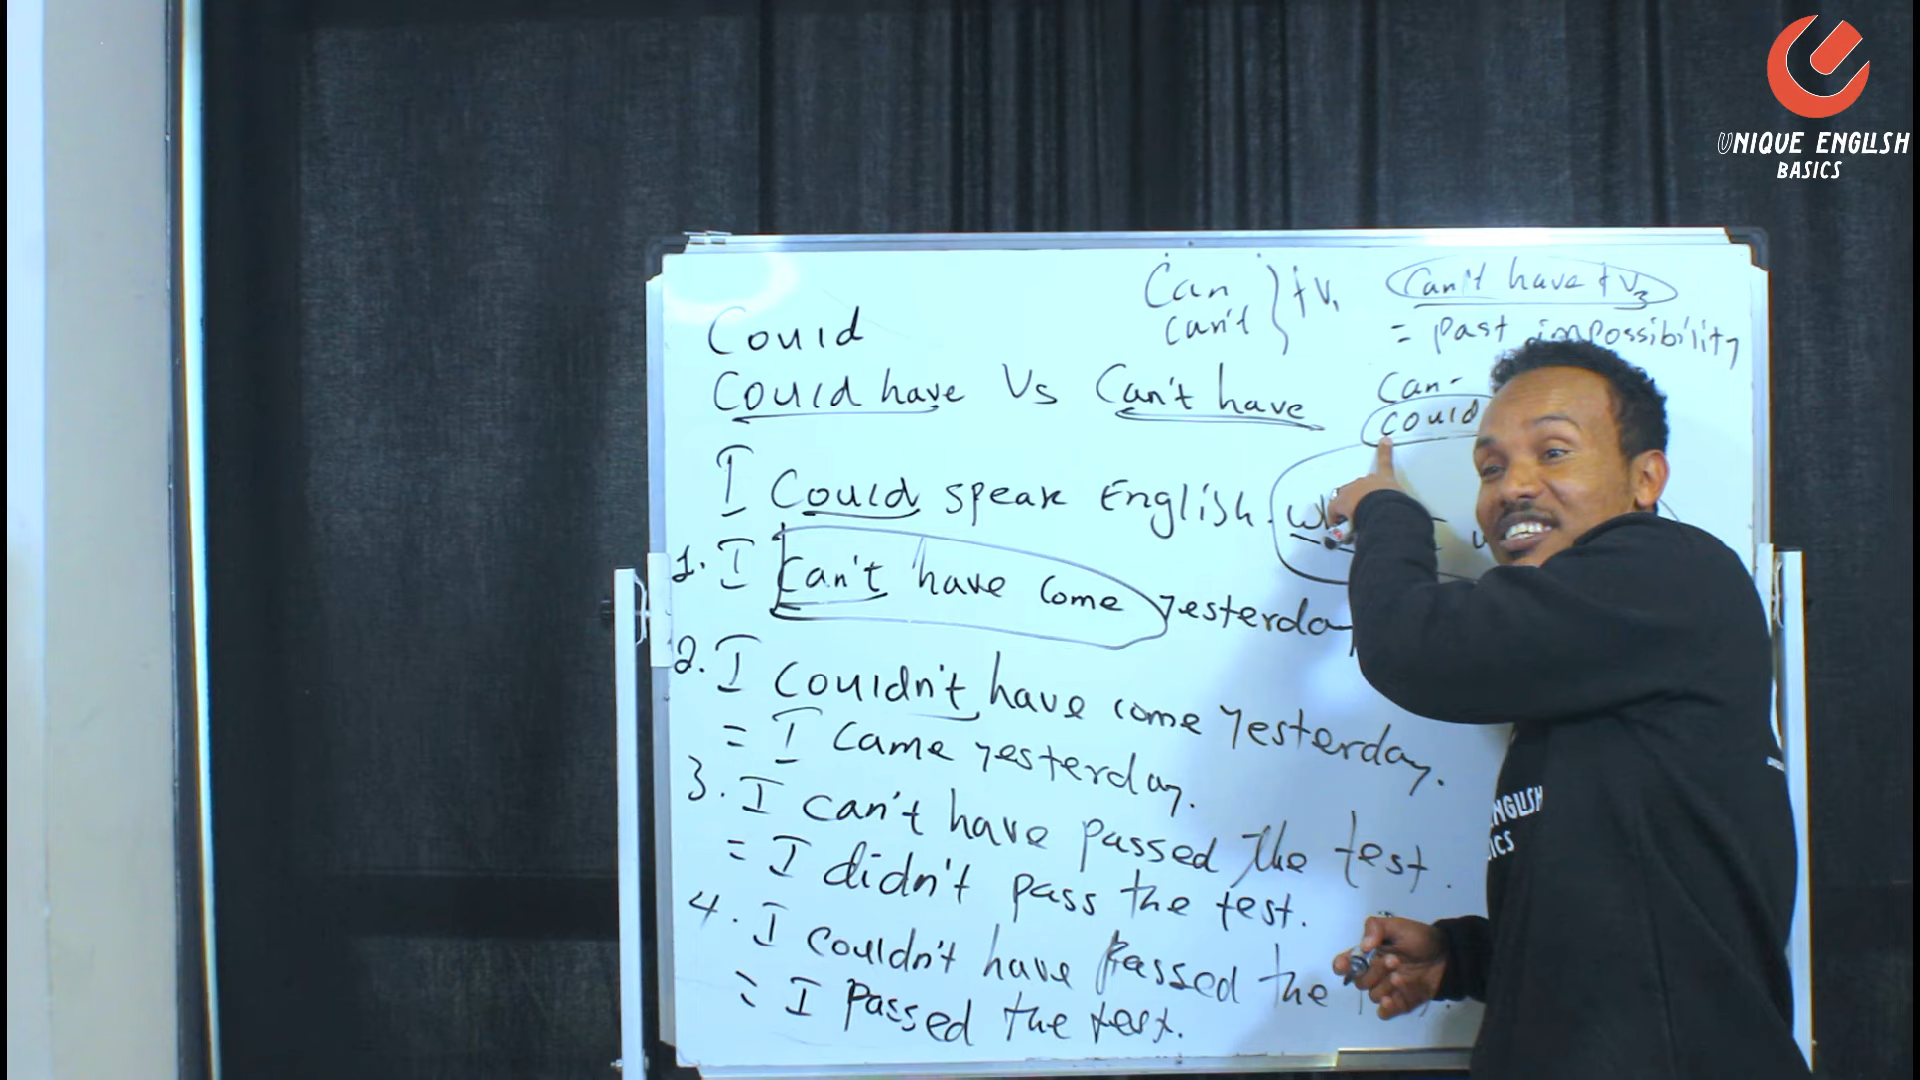 UNIQUE ENGLISH
BASICS
Can
can't
+V1
Can't have + V3
= past impossibility
Could
Could have Vs Can't have
Can-
could
I Could speak English.
1. I Can't have come yesterday
2. I couldn't have come yesterday.
= I came yesterday.
3. I can't have passed the test.
= I didn't pass the test.
4. I couldn't have passed the
= I passed the test.